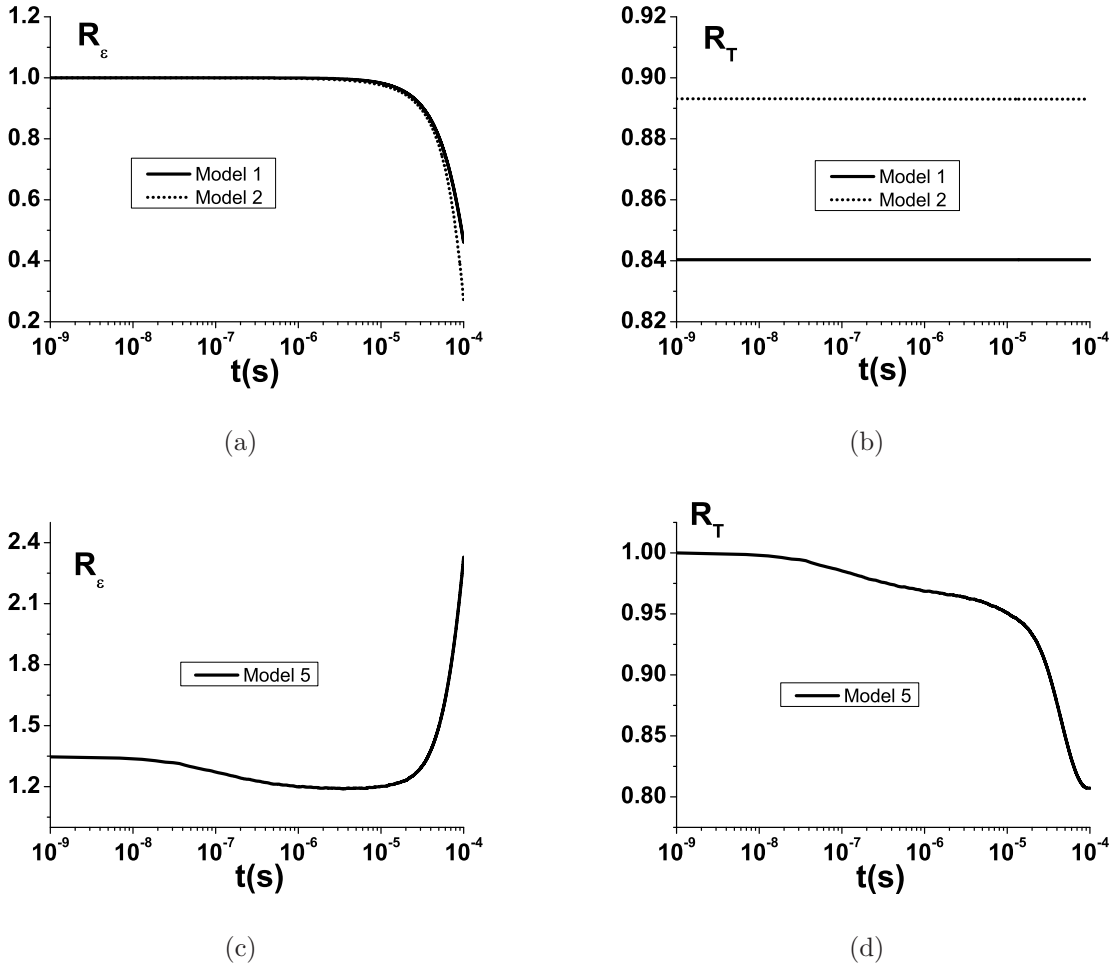 R_ε
1.2
1.0
0.8
0.6
0.4
0.2
Model 1
Model 2
10^-9 10^-8 10^-7 10^-6 10^-5 10^-4
t(s)
(a)
R_T
0.92
0.90
0.88
0.86
0.84
0.82
Model 1
Model 2
10^-9 10^-8 10^-7 10^-6 10^-5 10^-4
t(s)
(b)
R_ε
2.4
2.1
1.8
1.5
1.2
Model 5
10^-9 10^-8 10^-7 10^-6 10^-5 10^-4
t(s)
(c)
R_T
1.00
0.95
0.90
0.85
0.80
Model 5
10^-9 10^-8 10^-7 10^-6 10^-5 10^-4
t(s)
(d)